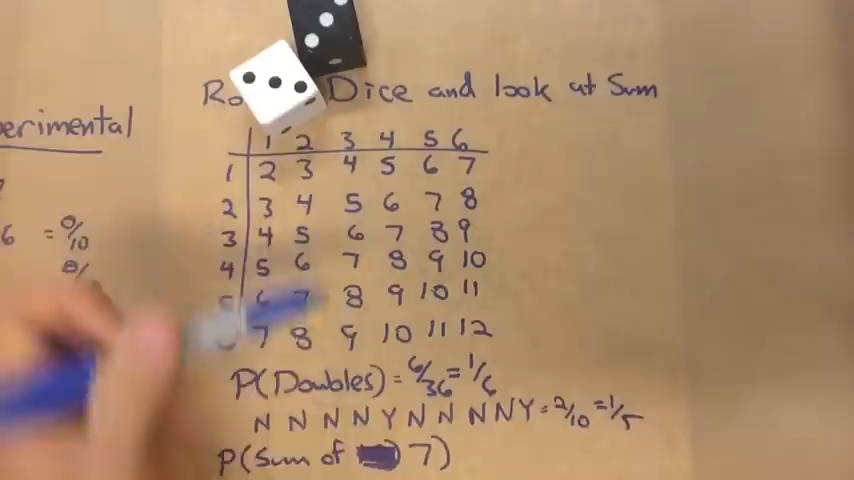 erimental
6 = 0/10
Dice and look at Sum
1 2 3 4 5 6
1 2 3 4 5 6 7
2 3 4 5 6 7 8
3 4 5 6 7 8 9
4 5 6 7 8 9 10
8 9 10 11
7 8 9 10 11 12
P(Doubles) = 6/36 = 1/6
N N N N Y N N N N Y = 2/10 = 1/5
P(Sum of 7)